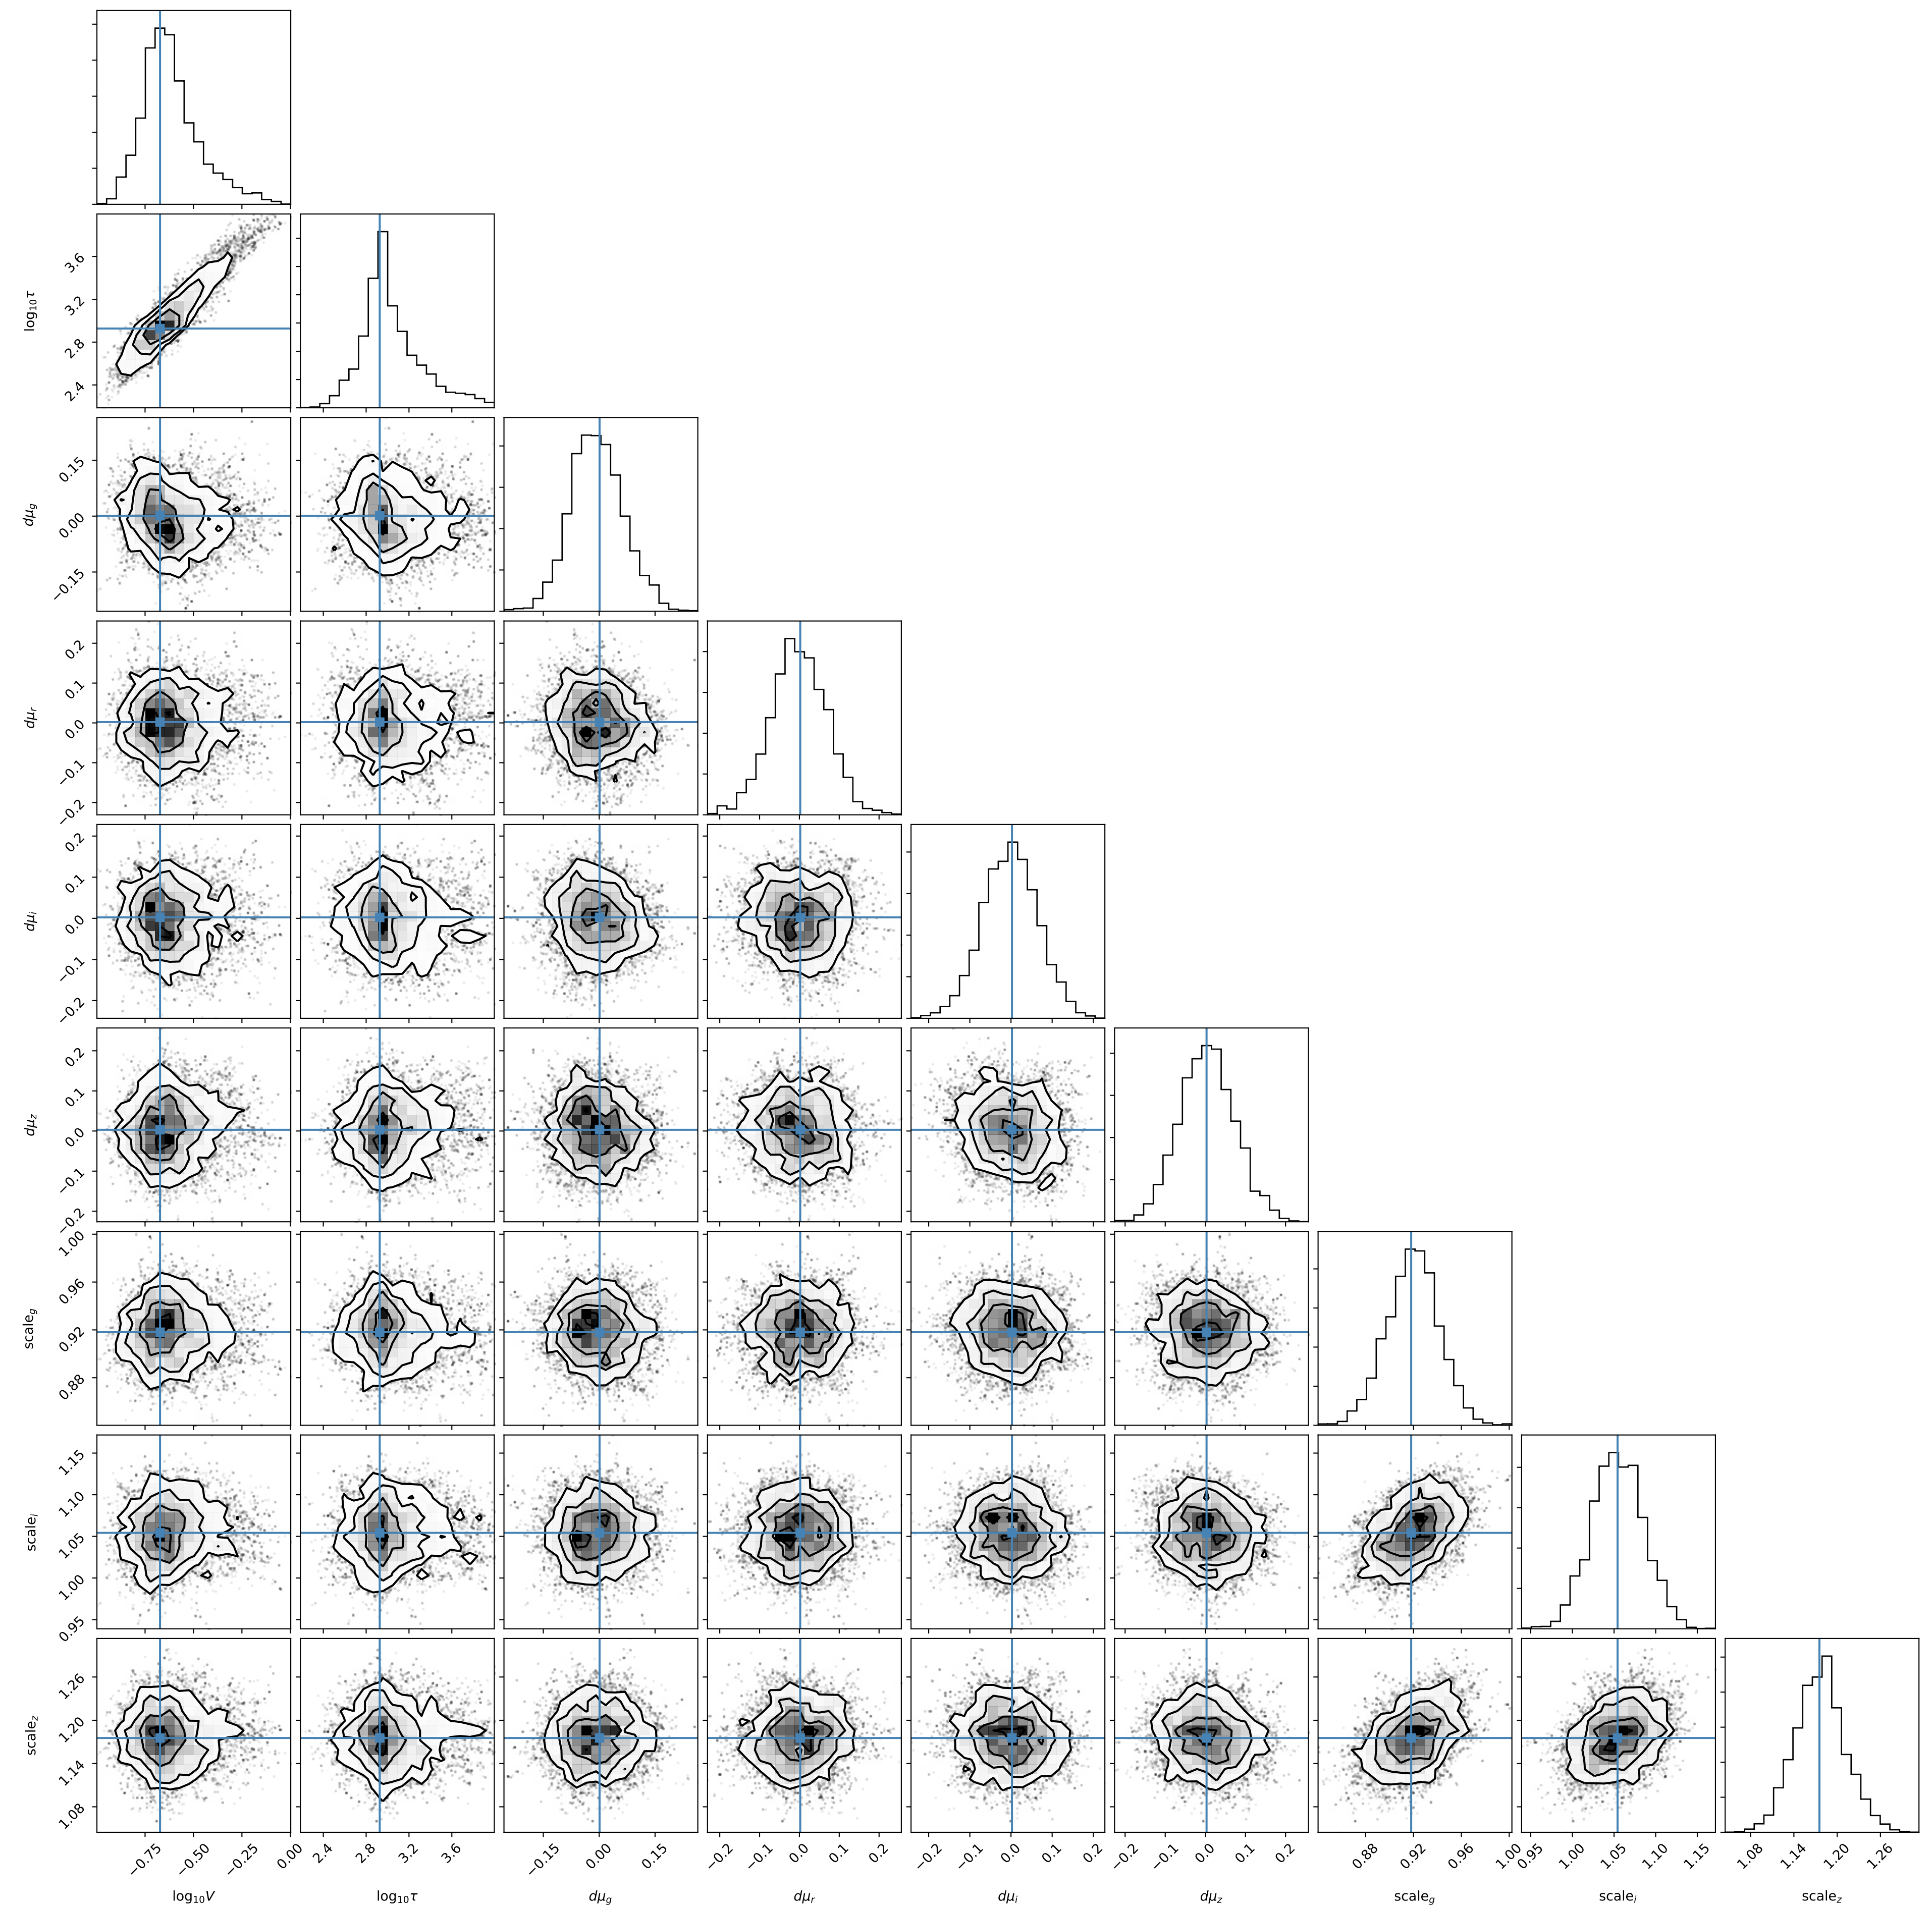 log₁₀τ
3.6
3.2
2.8
2.4
dμ_g
0.15
0.00
−0.15
dμ_r
0.2
0.1
0.0
−0.1
−0.2
dμ_i
0.2
0.1
0.0
−0.1
−0.2
dμ_z
0.2
0.1
0.0
−0.1
−0.2
scale_g
1.00
0.96
0.92
0.88
scale_i
1.15
1.10
1.05
1.00
0.95
scale_z
1.26
1.20
1.14
1.08
−0.75 −0.50 −0.25 0.00
2.4 2.8 3.2 3.6
−0.15 0.00 0.15
−0.2 −0.1 0.0 0.1 0.2
−0.2 −0.1 0.0 0.1 0.2
−0.2 −0.1 0.0 0.1 0.2
0.88 0.92 0.96 1.00
0.95 1.00 1.05 1.10 1.15
1.08 1.14 1.20 1.26
log₁₀V
log₁₀τ
dμ_g
dμ_r
dμ_i
dμ_z
scale_g
scale_i
scale_z